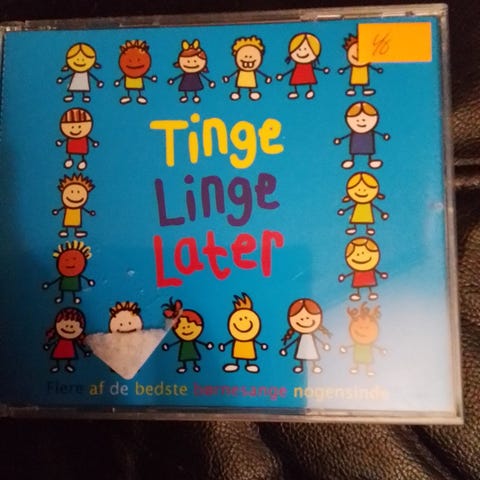 Tinge
Linge
Later
Flere af de bedste børnesange nogensinde